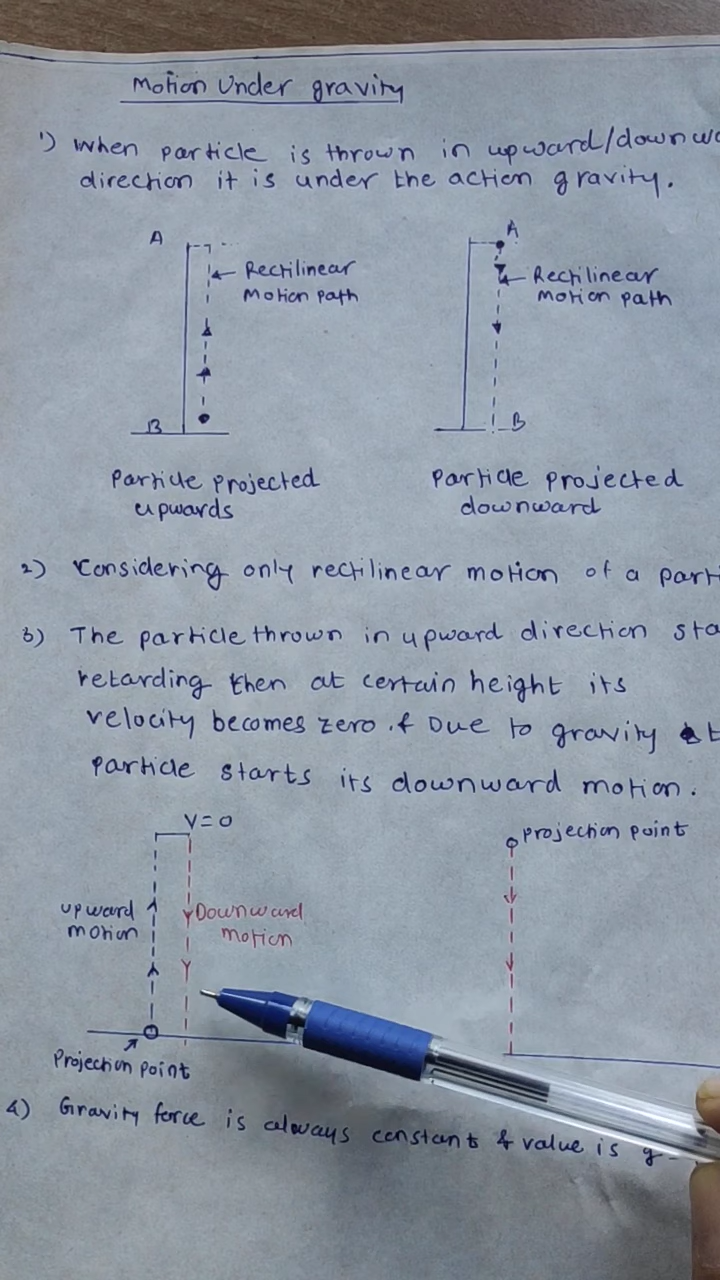 Motion Under gravity
1) When particle is thrown in upward/downwa
direction it is under the action gravity.
A
Rectilinear
Motion path
B
Particle projected
upwards
A
Rectilinear
motion path
B
Particle projected
downward
2) Considering only rectilinear motion of a parti
3) The particle thrown in upward direction sta
retarding then at certain height its
velocity becomes zero. & Due to gravity
particle starts its downward motion.
V=0
upward
motion
Downward
motion
Projection point
projection point
4) Gravity force is always constant & value is g